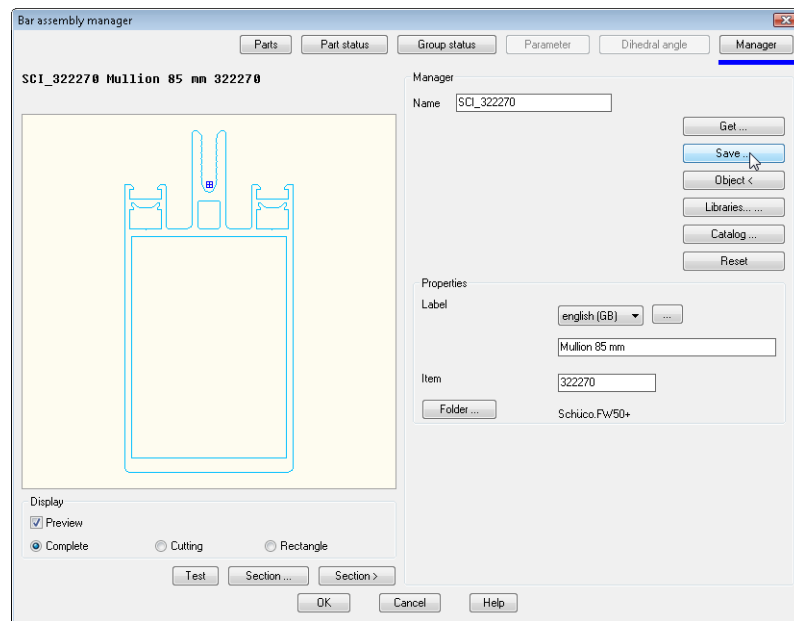 Bar assembly manager
Parts
Part status
Group status
Parameter
Dihedral angle
Manager
SCI_322270 Mullion 85 mm 322270
Manager
Name SCI_322270
Get ...
Save ...
Object <
Libraries... ...
Catalog ...
Reset
Properties
Label
english (GB)
...
Mullion 85 mm
Item
322270
Folder ...
Schüco.FW50+
Display
Preview
Complete
Cutting
Rectangle
Test
Section ...
Section >
OK
Cancel
Help